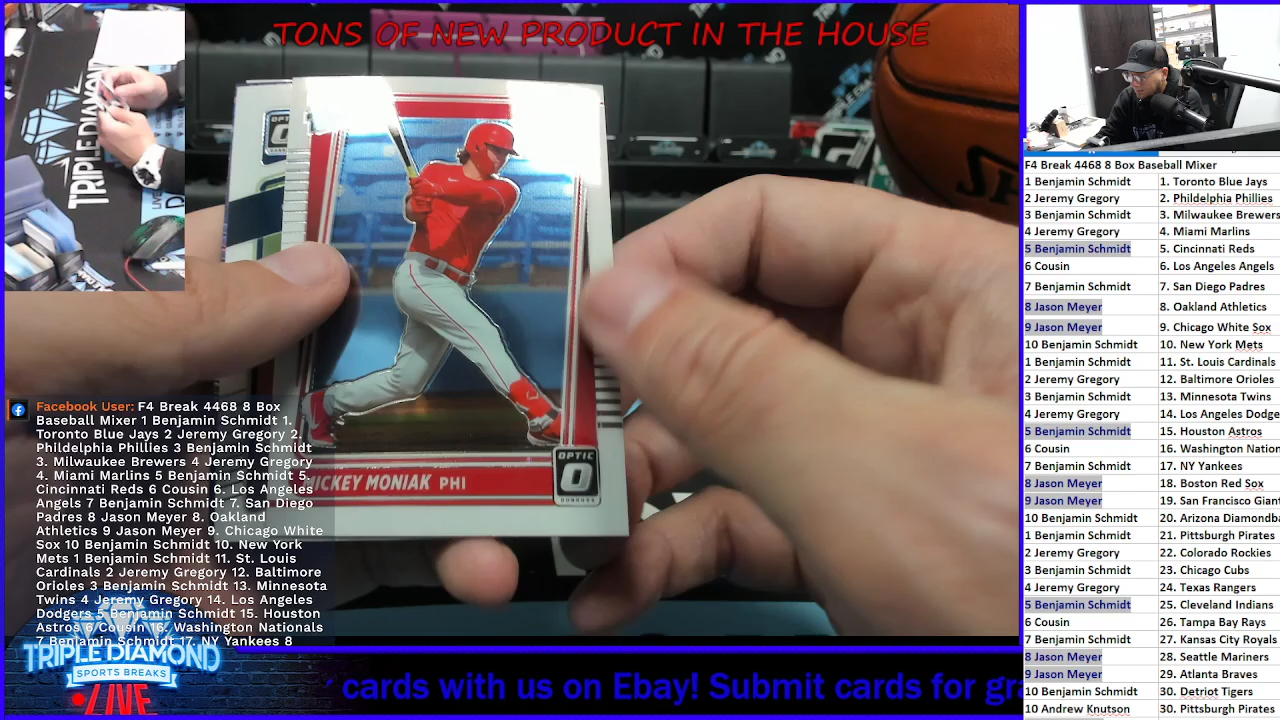 TONS OF NEW PRODUCT IN THE HOUSE
TRIPLE DIAMOND
OPTIC
MICKEY MONIAK PHI
OPTIC
DONRUSS
Facebook User: F4 Break 4468 8 Box
Baseball Mixer 1 Benjamin Schmidt 1.
Toronto Blue Jays 2 Jeremy Gregory 2.
Phildelphia Phillies 3 Benjamin Schmidt
3. Milwaukee Brewers 4 Jeremy Gregory
4. Miami Marlins 5 Benjamin Schmidt 5.
Cincinnati Reds 6 Cousin 6. Los Angeles
Angels 7 Benjamin Schmidt 7. San Diego
Padres 8 Jason Meyer 8. Oakland
Athletics 9 Jason Meyer 9. Chicago White
Sox 10 Benjamin Schmidt 10. New York
Mets 1 Benjamin Schmidt 11. St. Louis
Cardinals 2 Jeremy Gregory 12. Baltimore
Orioles 3 Benjamin Schmidt 13. Minnesota
Twins 4 Jeremy Gregory 14. Los Angeles
Dodgers 5 Benjamin Schmidt 15. Houston
Astros 6 Cousin 16. Washington Nationals
7 Benjamin Schmidt 17. NY Yankees 8
TRIPLE DIAMOND
SPORTS BREAKS
LIVE
cards with us on Ebay
F4 Break 4468 8 Box Baseball Mixer
1 Benjamin Schmidt 1. Toronto Blue Jays
2 Jeremy Gregory 2. Phildelphia Phillies
3 Benjamin Schmidt 3. Milwaukee Brewers
4 Jeremy Gregory 4. Miami Marlins
5 Benjamin Schmidt 5. Cincinnati Reds
6 Cousin 6. Los Angeles Angels
7 Benjamin Schmidt 7. San Diego Padres
8 Jason Meyer 8. Oakland Athletics
9 Jason Meyer 9. Chicago White Sox
10 Benjamin Schmidt 10. New York Mets
1 Benjamin Schmidt 11. St. Louis Cardinals
2 Jeremy Gregory 12. Baltimore Orioles
3 Benjamin Schmidt 13. Minnesota Twins
4 Jeremy Gregory 14. Los Angeles Dodge
5 Benjamin Schmidt 15. Houston Astros
6 Cousin 16. Washington Nationa
7 Benjamin Schmidt 17. NY Yankees
8 Jason Meyer 18. Boston Red Sox
9 Jason Meyer 19. San Francisco Giant
10 Benjamin Schmidt 20. Arizona Diamondb
1 Benjamin Schmidt 21. Pittsburgh Pirates
2 Jeremy Gregory 22. Colorado Rockies
3 Benjamin Schmidt 23. Chicago Cubs
4 Jeremy Gregory 24. Texas Rangers
5 Benjamin Schmidt 25. Cleveland Indians
6 Cousin 26. Tampa Bay Rays
7 Benjamin Schmidt 27. Kansas City Royals
8 Jason Meyer 28. Seattle Mariners
9 Jason Meyer 29. Atlanta Braves
10 Benjamin Schmidt 30. Detriot Tigers
10 Andrew Knutson 30. Pittsburgh Pirates